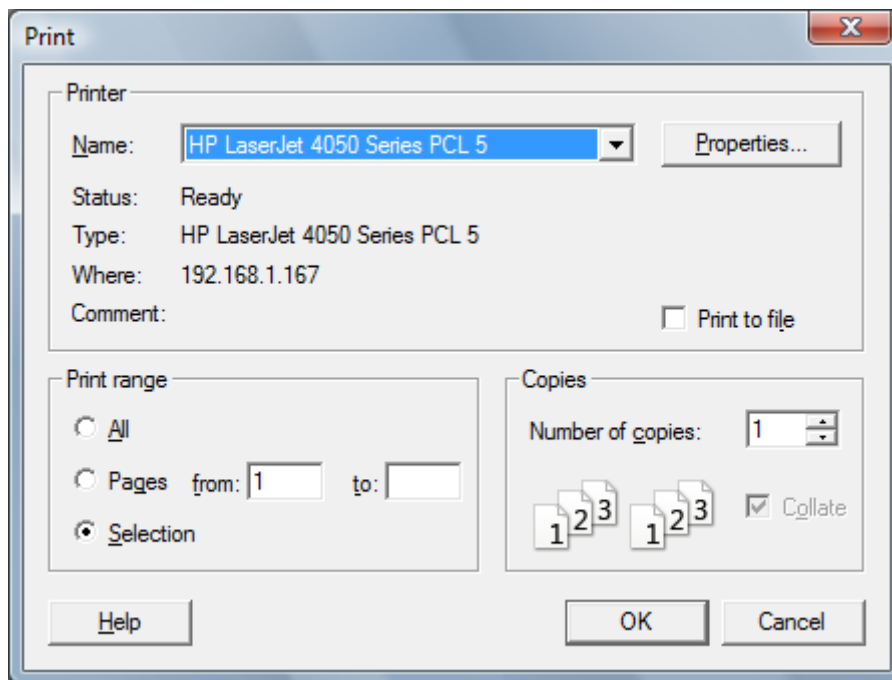 Print
Printer
Name: HP LaserJet 4050 Series PCL 5 Properties...
Status: Ready
Type: HP LaserJet 4050 Series PCL 5
Where: 192.168.1.167
Comment: Print to file
Print range
All
Pages from: 1 to:
Selection
Copies
Number of copies: 1
1 2 3 1 2 3 Collate
Help OK Cancel